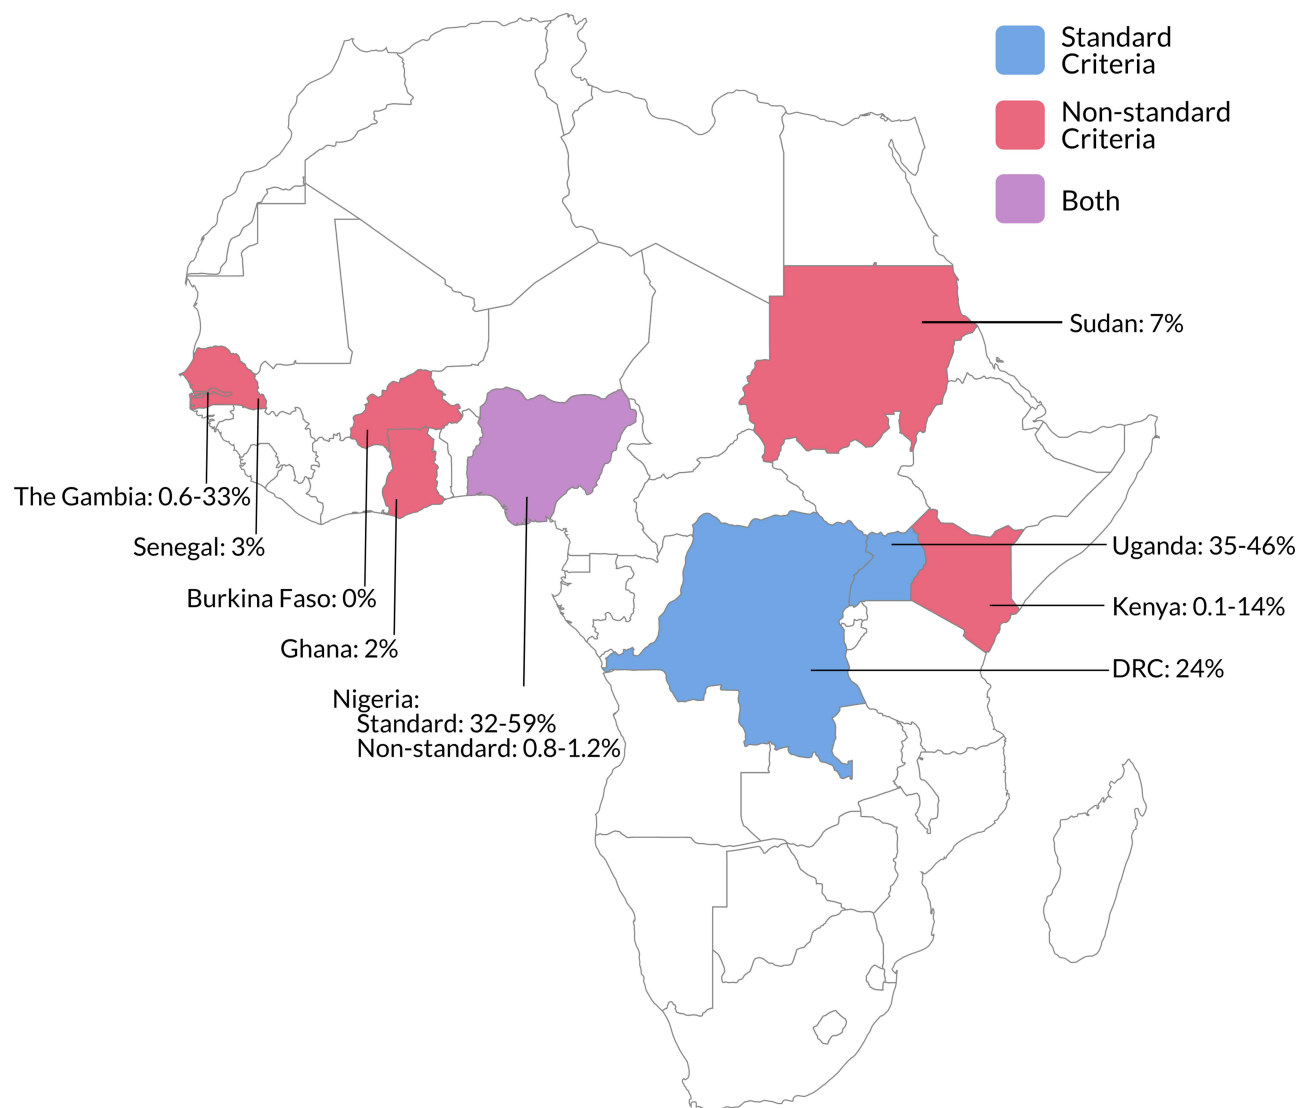 Standard
Criteria
Non-standard
Criteria
Both
Sudan: 7%
The Gambia: 0.6-33%
Senegal: 3%
Burkina Faso: 0%
Ghana: 2%
Nigeria:
Standard: 32-59%
Non-standard: 0.8-1.2%
Uganda: 35-46%
Kenya: 0.1-14%
DRC: 24%